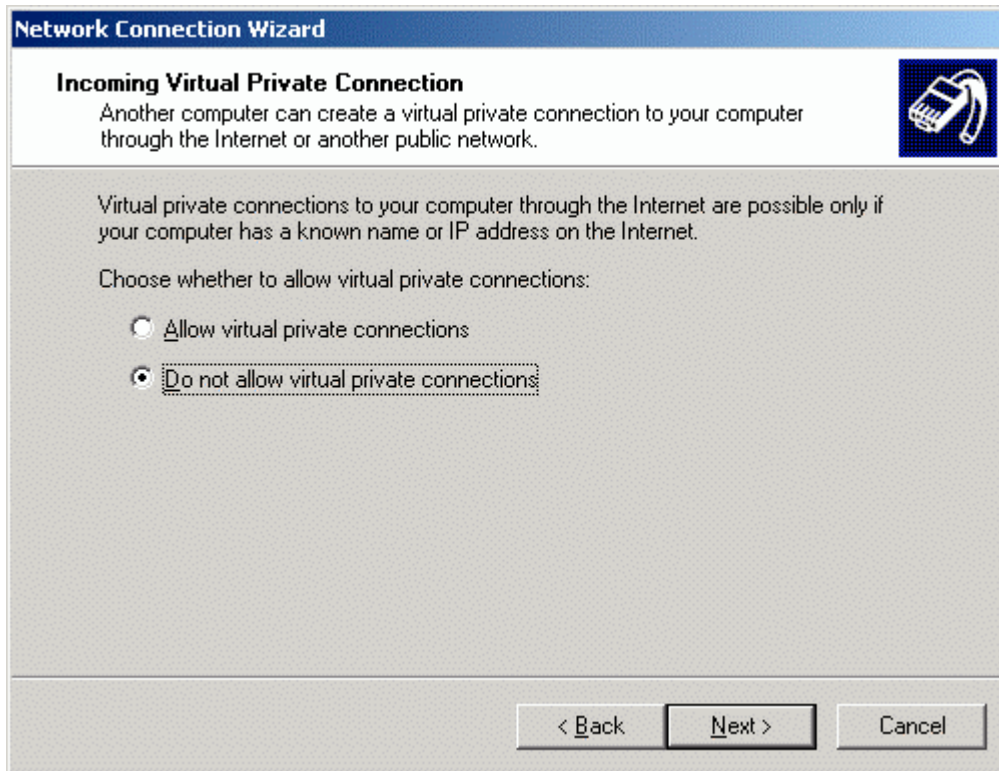 Network Connection Wizard
Incoming Virtual Private Connection
Another computer can create a virtual private connection to your computer
through the Internet or another public network.
Virtual private connections to your computer through the Internet are possible only if
your computer has a known name or IP address on the Internet.
Choose whether to allow virtual private connections:
Allow virtual private connections
Do not allow virtual private connections
< Back Next > Cancel